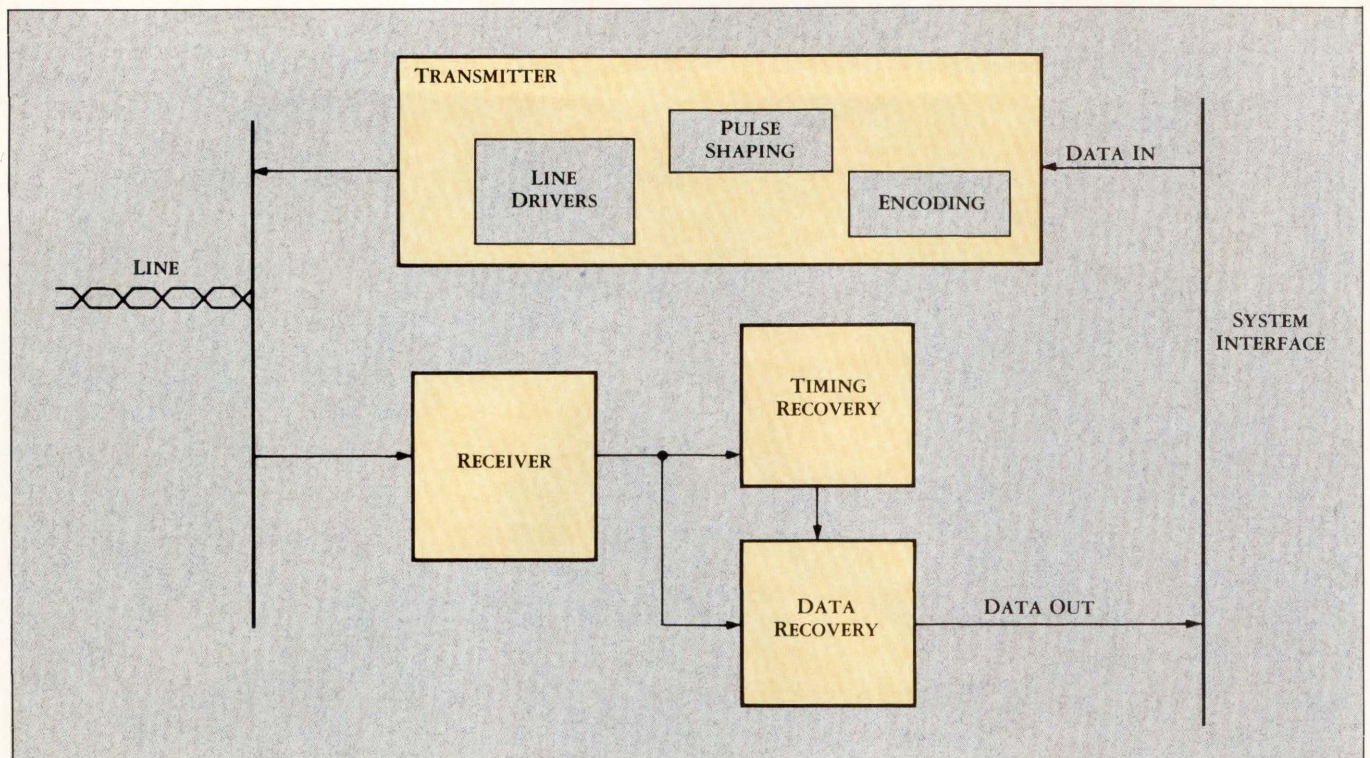 TRANSMITTER
PULSE
SHAPING
LINE
DRIVERS
ENCODING
DATA IN
LINE
SYSTEM
INTERFACE
TIMING
RECOVERY
RECEIVER
DATA
RECOVERY
DATA OUT